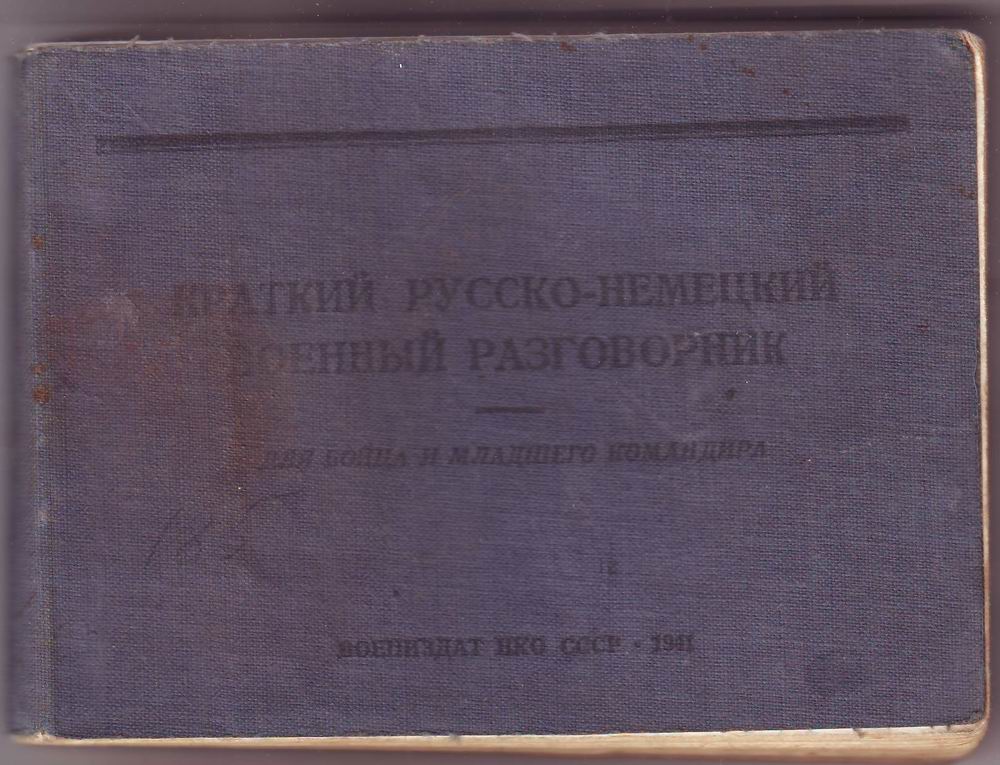 КРАТКИЙ РУССКО-НЕМЕЦКИЙ
ВОЕННЫЙ РАЗГОВОРНИК
ДЛЯ БОЙЦА И МЛАДШЕГО КОМАНДИРА
ВОЕНИЗДАТ НКО СССР · 1941